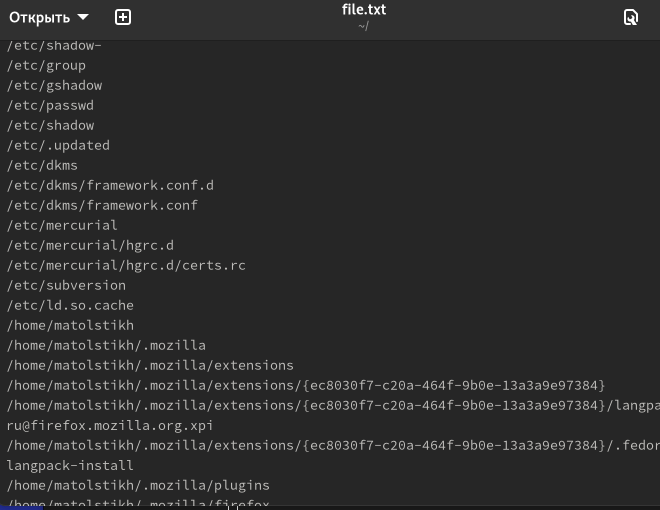 Открыть
file.txt
~/
/etc/shadow-
/etc/group
/etc/gshadow
/etc/passwd
/etc/shadow
/etc/.updated
/etc/dkms
/etc/dkms/framework.conf.d
/etc/dkms/framework.conf
/etc/mercurial
/etc/mercurial/hgrc.d
/etc/mercurial/hgrc.d/certs.rc
/etc/subversion
/etc/ld.so.cache
/home/matolstikh
/home/matolstikh/.mozilla
/home/matolstikh/.mozilla/extensions
/home/matolstikh/.mozilla/extensions/{ec8030f7-c20a-464f-9b0e-13a3a9e97384}
/home/matolstikh/.mozilla/extensions/{ec8030f7-c20a-464f-9b0e-13a3a9e97384}/langpa
ru@firefox.mozilla.org.xpi
/home/matolstikh/.mozilla/extensions/{ec8030f7-c20a-464f-9b0e-13a3a9e97384}/.fedor
langpack-install
/home/matolstikh/.mozilla/plugins
/home/matolstikh/.mozilla/firefox